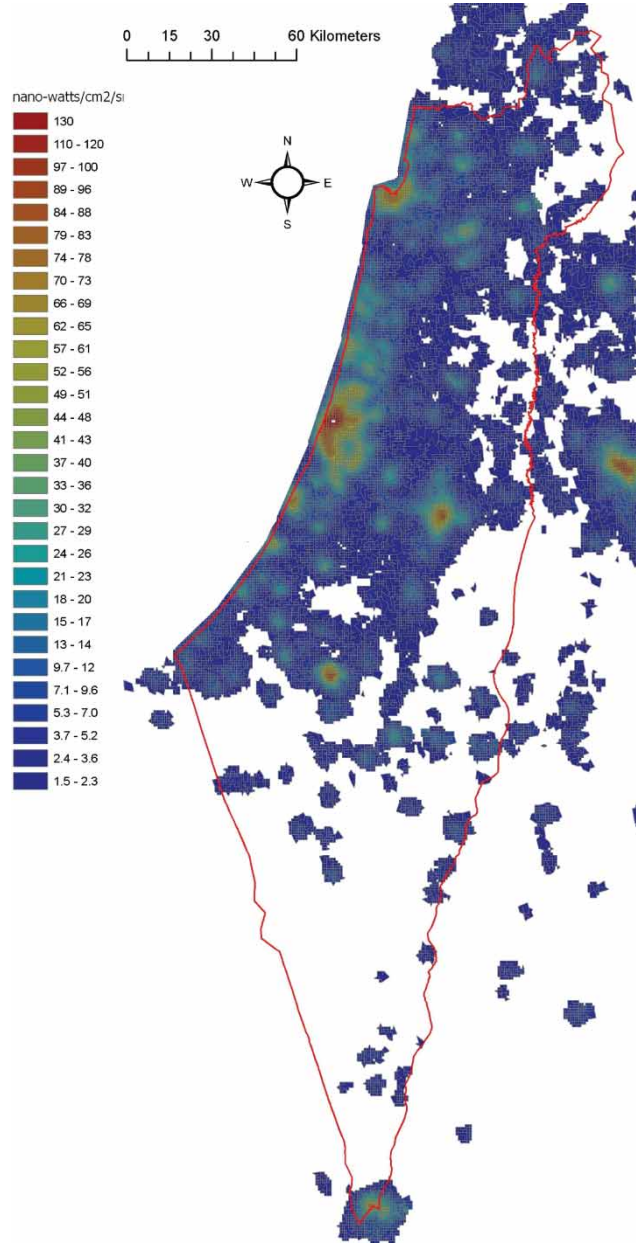 0 15 30 60 Kilometers
nano-watts/cm2/sr
130
110 - 120
97 - 100
89 - 96
84 - 88
79 - 83
74 - 78
70 - 73
66 - 69
62 - 65
57 - 61
52 - 56
49 - 51
44 - 48
41 - 43
37 - 40
33 - 36
30 - 32
27 - 29
24 - 26
21 - 23
18 - 20
15 - 17
13 - 14
9.7 - 12
7.1 - 9.6
5.3 - 7.0
3.7 - 5.2
2.4 - 3.6
1.5 - 2.3
N
W E
S